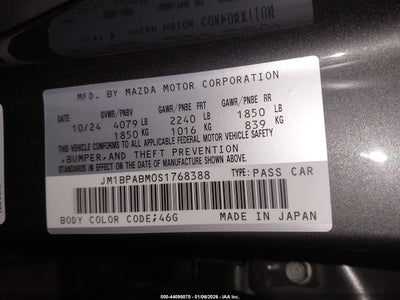 MFD. BY MAZDA MOTOR CORPORATION
GVWR/PNBV GAWR/PNBE FRT GAWR/PNBE RR
10/24 4079 LB 2240 LB 1850 LB
1850 KG 1016 KG 839 KG
THIS VEHICLE CONFORMS TO ALL APPLICABLE FEDERAL MOTOR VEHICLE SAFETY
,BUMPER,AND THEFT PREVENTION
STANDARDS IN EFFECT ON THE DATE OF MANUFACTURE SHOWN ABOVE.
JM1BPABM0S1768388 TYPE: PASS CAR
BODY COLOR CODE:46G MADE IN JAPAN
000-44095079 - 01/06/2026 - © IAA Inc.